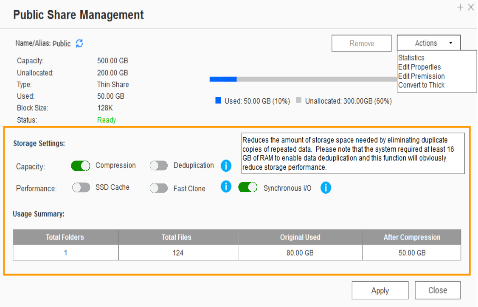 Public Share Management
Name/Alias: Public
Remove
Actions
Statistics
Edit Properties
Edit Premission
Convert to Thick
Capacity: 500.00 GB
Unallocated: 200.00 GB
Type: Thin Share
Used: 50.00 GB
Block Size: 128K
Status: Ready
Used: 50.00 GB (10%) Unallocated: 300.00GB (60%)
Storage Settings:
Reduces the amount of storage space needed by eliminating duplicate
copies of repeated data. Please note that the system required at least 16
GB of RAM to enable data deduplication and this function will obviously
reduce storage performance.
Capacity: Compression Deduplication
Performance: SSD Cache Fast Clone Synchronous I/O
Usage Summary:
Total Folders Total Files Original Used After Compression
1 124 80.00 GB 50.00 GB
Apply Close